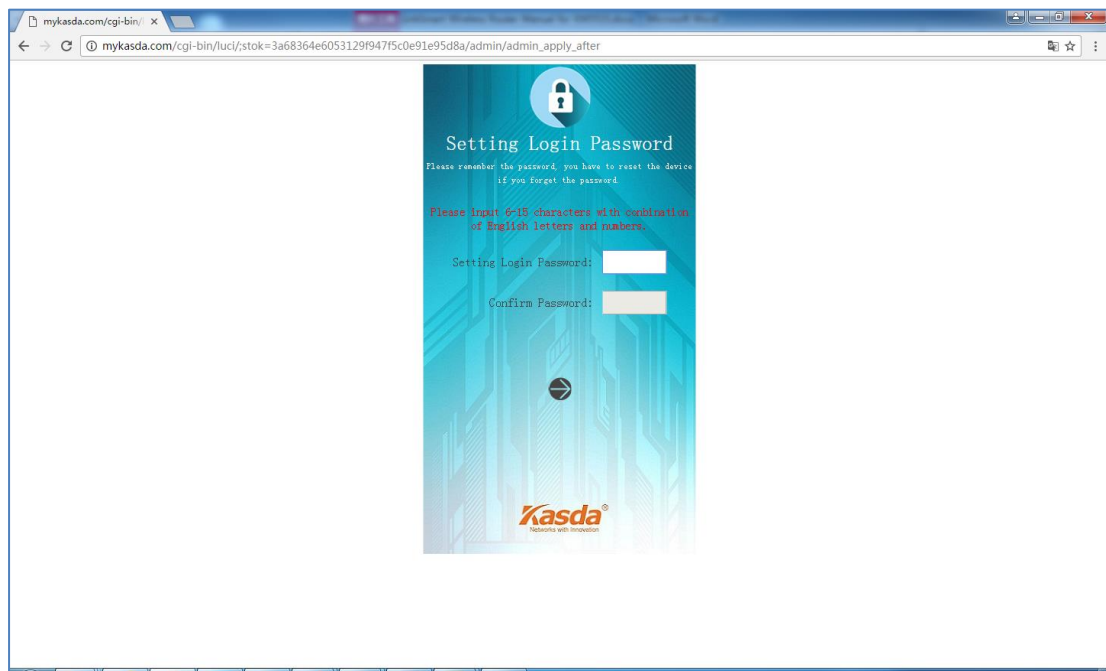 mykasda.com/cgi-bin/l
mykasda.com/cgi-bin/luci/;stok=3a68364e6053129f947f5c0e91e95d8a/admin/admin_apply_after
Setting Login Password
Please remember the password, you have to reset the device
if you forget the password.
Please input 6-15 characters with conbination
of English letters and numbers.
Setting Login Password:
Confirm Password:
Kasda®
Networks with Innovation